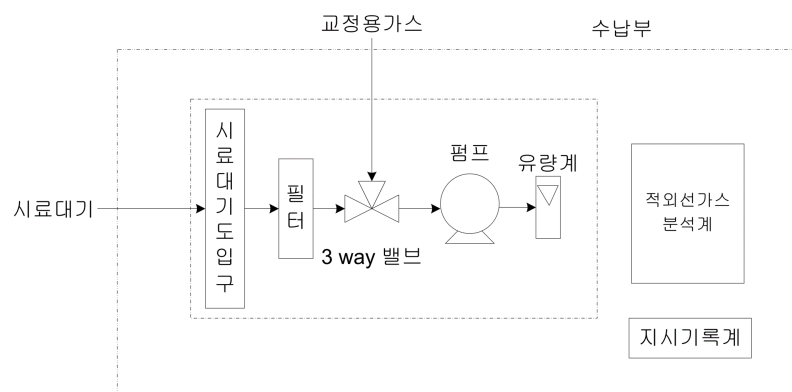 교정용가스
수납부
시료대기
시
료
대
기
도
입
구
필
터
3 way 밸브
펌프
유량계
적외선가스
분석계
지시기록계